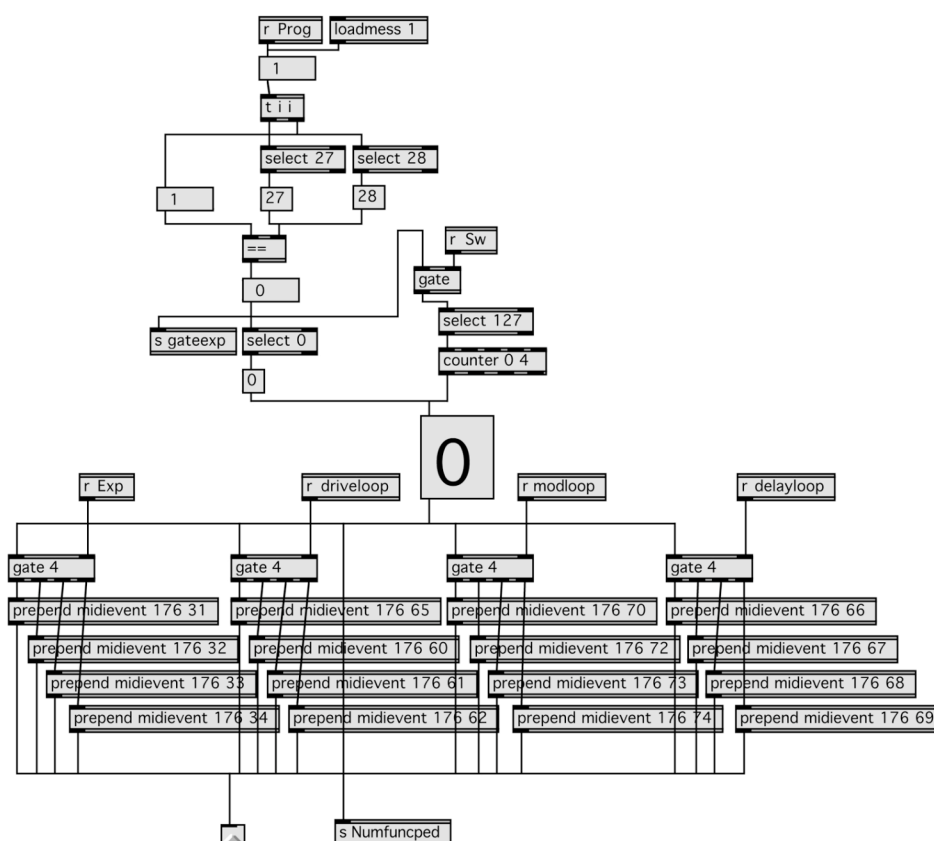 r Prog
loadmess 1
1
t i i
select 27
select 28
1
27
28
==
r Sw
0
gate
s gateexp
select 0
select 127
counter 0 4
0
0
r Exp
r driveloop
r modloop
r delayloop
gate 4
gate 4
gate 4
gate 4
prepend midievent 176 31
prepend midievent 176 65
prepend midievent 176 70
prepend midievent 176 66
prepend midievent 176 32
prepend midievent 176 60
prepend midievent 176 72
prepend midievent 176 67
prepend midievent 176 33
prepend midievent 176 61
prepend midievent 176 73
prepend midievent 176 68
prepend midievent 176 34
prepend midievent 176 62
prepend midievent 176 74
prepend midievent 176 69
s Numfuncped